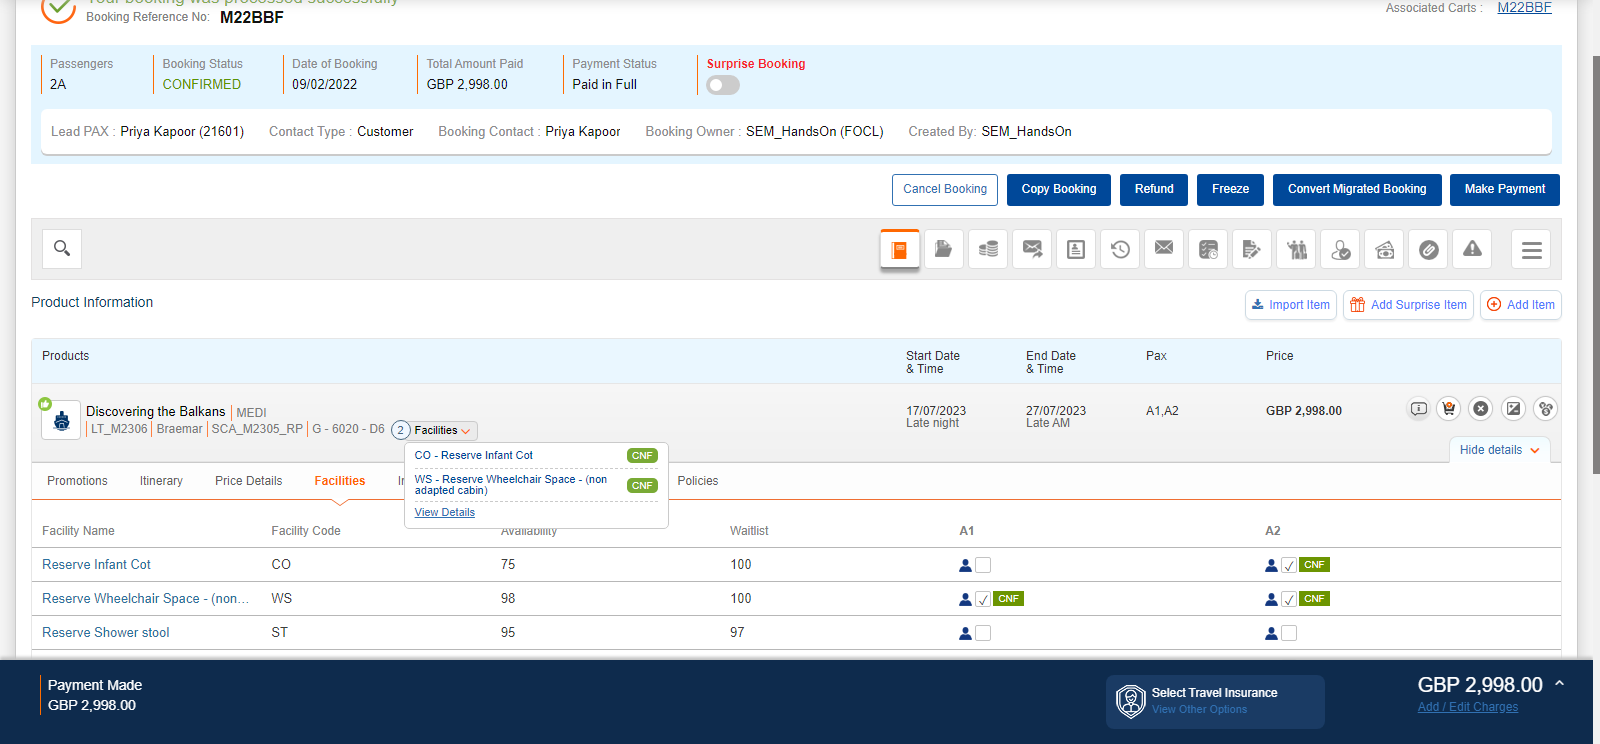 Your booking was processed successfully
Booking Reference No: M22BBF
Associated Carts : M22BBF
Passengers
2A
Booking Status
CONFIRMED
Date of Booking
09/02/2022
Total Amount Paid
GBP 2,998.00
Payment Status
Paid in Full
Surprise Booking
Lead PAX : Priya Kapoor (21601) Contact Type : Customer Booking Contact : Priya Kapoor Booking Owner : SEM_HandsOn (FOCL) Created By: SEM_HandsOn
Cancel Booking Copy Booking Refund Freeze Convert Migrated Booking Make Payment
Product Information
Import Item Add Surprise Item Add Item
Products Start Date & Time End Date & Time Pax Price
Discovering the Balkans MEDI
LT_M2306 Braemar SCA_M2305_RP G - 6020 - D6 2 Facilities
17/07/2023
Late night
27/07/2023
Late AM
A1,A2
GBP 2,998.00
Hide details
CO - Reserve Infant Cot CNF
WS - Reserve Wheelchair Space - (non
adapted cabin) CNF
View Details
Promotions Itinerary Price Details Facilities Policies
Facility Name Facility Code Availability Waitlist A1 A2
Reserve Infant Cot CO 75 100 CNF
Reserve Wheelchair Space - (non... WS 98 100 CNF CNF
Reserve Shower stool ST 95 97
Payment Made
GBP 2,998.00
Select Travel Insurance
View Other Options
GBP 2,998.00
Add / Edit Charges